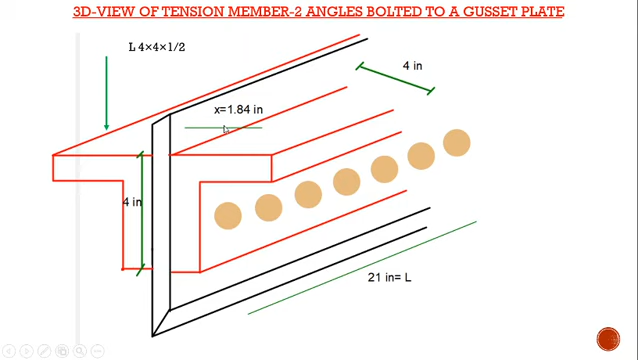 3D-VIEW OF TENSION MEMBER-2 ANGLES BOLTED TO A GUSSET PLATE
L 4×4×1/2
4 in
x=1.84 in
4 in
21 in= L